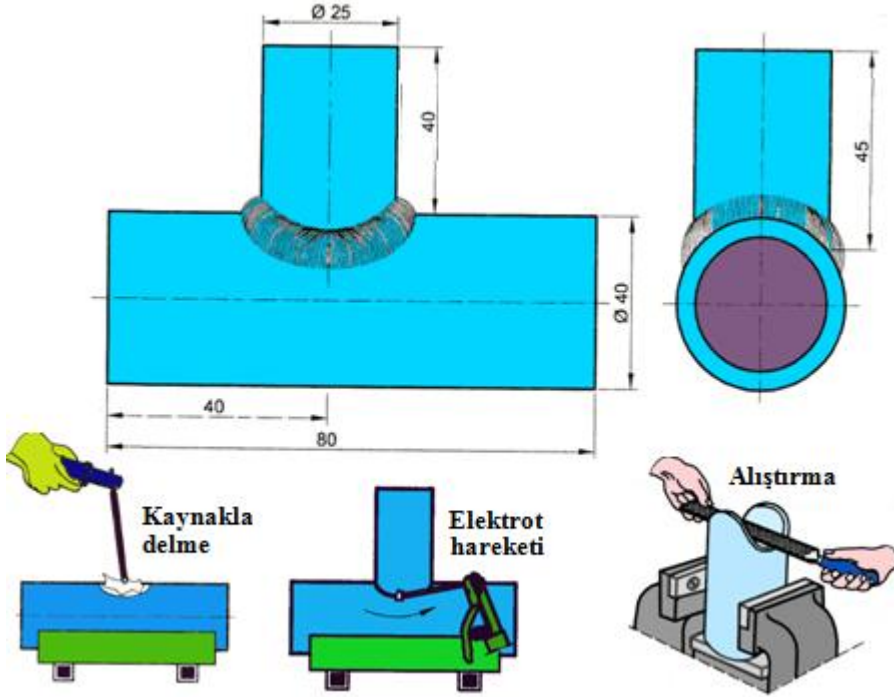 Ø 25
40
45
Ø 40
40
80
Kaynakla
delme
Elektrot
hareketi
Alıştırma